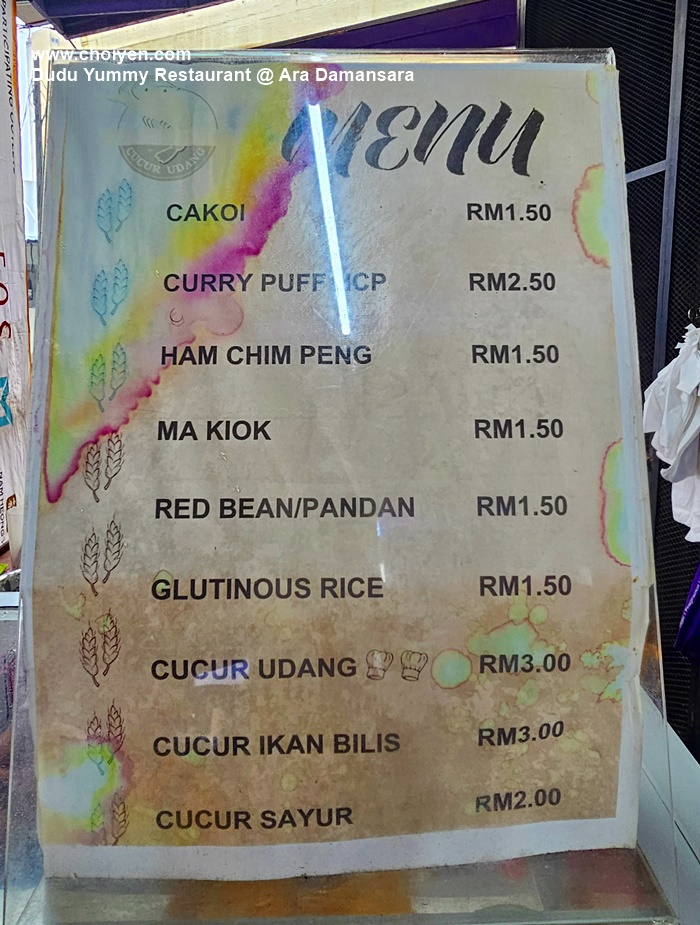 www.choiyen.com
Dudu Yummy Restaurant @ Ara Damansara
MENU
CUCUR UDANG
CAKOI RM1.50
CURRY PUFF CP RM2.50
HAM CHIM PENG RM1.50
MA KIOK RM1.50
RED BEAN/PANDAN RM1.50
GLUTINOUS RICE RM1.50
CUCUR UDANG RM3.00
CUCUR IKAN BILIS RM3.00
CUCUR SAYUR RM2.00